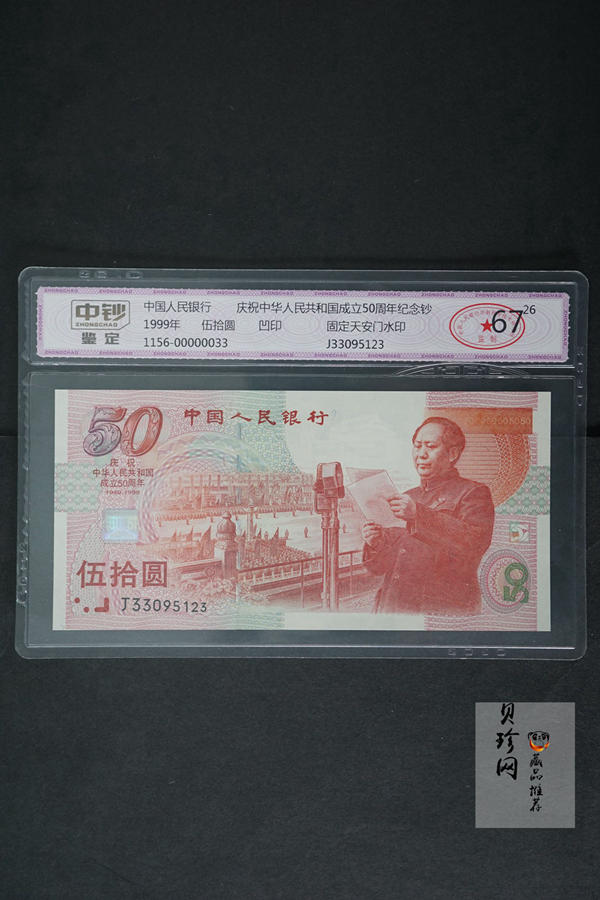 中钞
ZHONGCHAO
鉴定
中国人民银行 庆祝中华人民共和国成立50周年纪念钞
1999年 伍拾圆 凹印 固定天安门水印
1156-00000033 J33095123
67 26
监制
50
中国人民银行
庆祝
中华人民共和国
成立50周年
1949-1999
伍拾圆
J33095123
50
贝珍网
藏品推荐